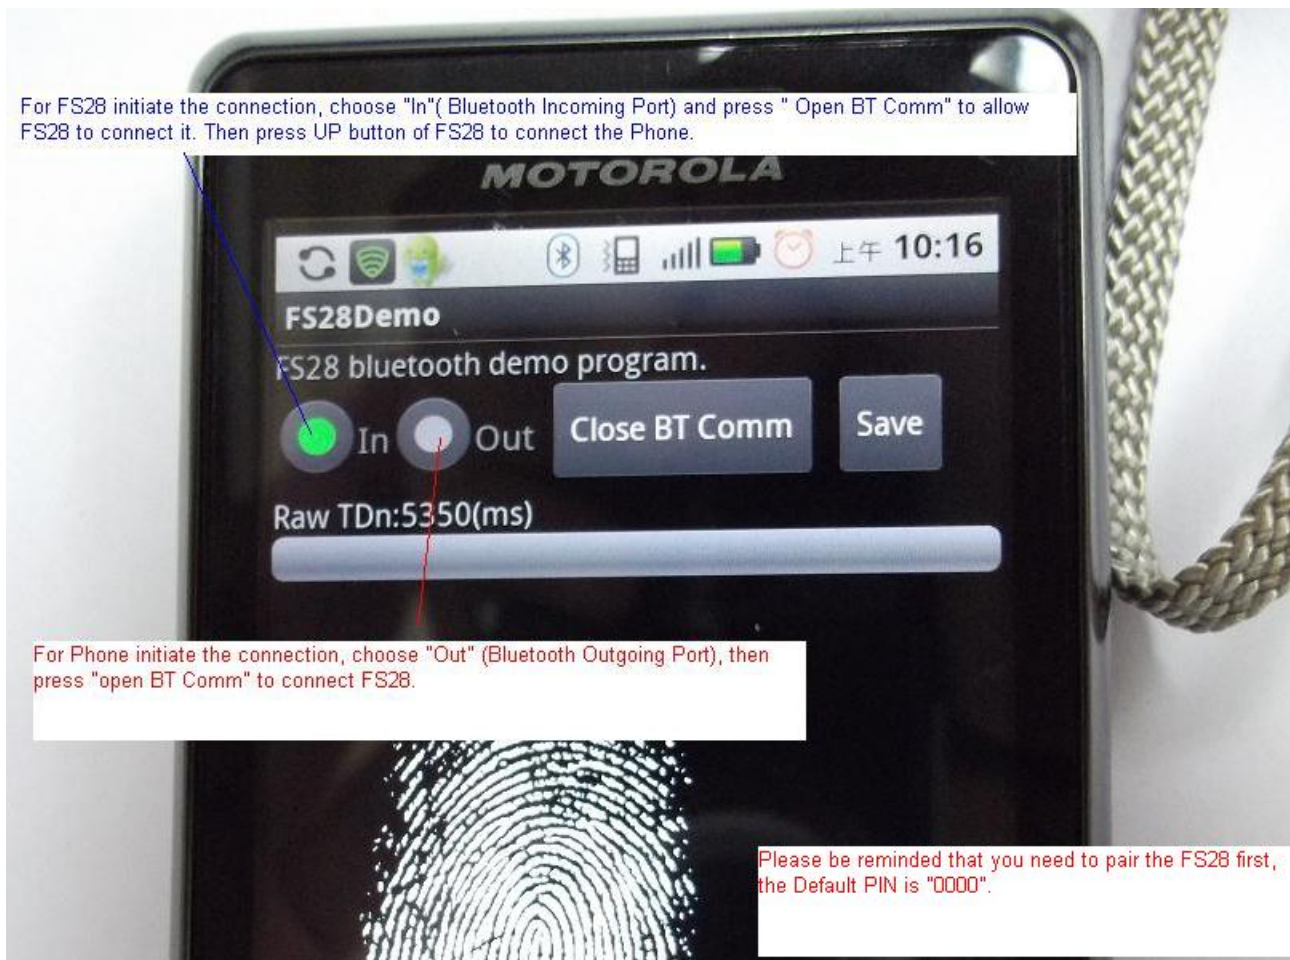 For FS28 initiate the connection, choose "In"( Bluetooth Incoming Port) and press " Open BT Comm" to allow
FS28 to connect it. Then press UP button of FS28 to connect the Phone.
MOTOROLA
上午 10:16
FS28Demo
FS28 bluetooth demo program.
In Out Close BT Comm Save
Raw TDn:5350(ms)
For Phone initiate the connection, choose "Out" (Bluetooth Outgoing Port), then
press "open BT Comm" to connect FS28.
Please be reminded that you need to pair the FS28 first,
the Default PIN is "0000".